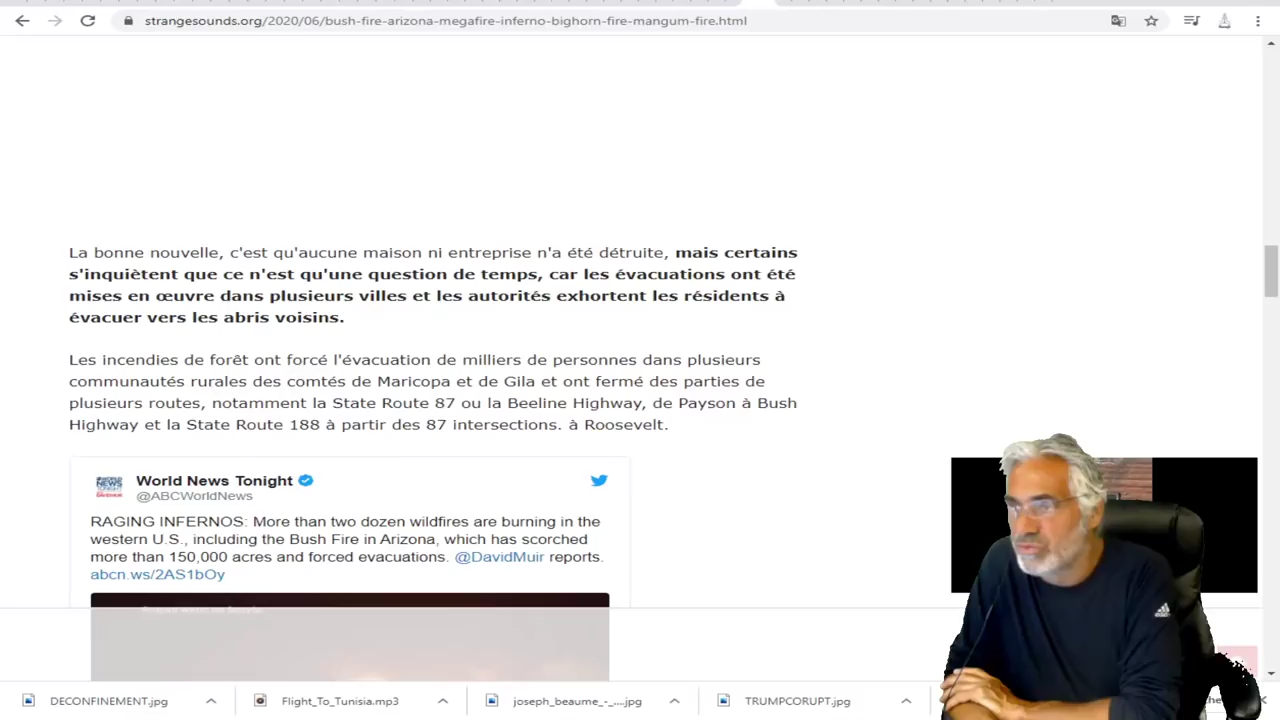 strangesounds.org/2020/06/bush-fire-arizona-megafire-inferno-bighorn-fire-mangum-fire.html
La bonne nouvelle, c'est qu'aucune maison ni entreprise n'a été détruite, mais certains
s'inquiètent que ce n'est qu'une question de temps, car les évacuations ont été
mises en œuvre dans plusieurs villes et les autorités exhortent les résidents à
évacuer vers les abris voisins.
Les incendies de forêt ont forcé l'évacuation de milliers de personnes dans plusieurs
communautés rurales des comtés de Maricopa et de Gila et ont fermé des parties de
plusieurs routes, notamment la State Route 87 ou la Beeline Highway, de Payson à Bush
Highway et la State Route 188 à partir des 87 intersections. à Roosevelt.
World News Tonight
@ABCWorldNews
RAGING INFERNOS: More than two dozen wildfires are burning in the
western U.S., including the Bush Fire in Arizona, which has scorched
more than 150,000 acres and forced evacuations. @DavidMuir reports.
abcn.ws/2AS1bOy
DECONFINEMENT.jpg
Flight_To_Tunisia.mp3
joseph_beaume_-_....jpg
TRUMPCORUPT.jpg